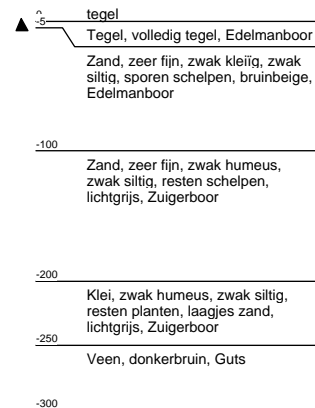 tegel
-5
Tegel, volledig tegel, Edelmanboor
Zand, zeer fijn, zwak kleiïg, zwak
siltig, sporen schelpen, bruinbeige,
Edelmanboor
-100
Zand, zeer fijn, zwak humeus,
zwak siltig, resten schelpen,
lichtgrijs, Zuigerboor
-200
Klei, zwak humeus, zwak siltig,
resten planten, laagjes zand,
lichtgrijs, Zuigerboor
-250
Veen, donkerbruin, Guts
-300